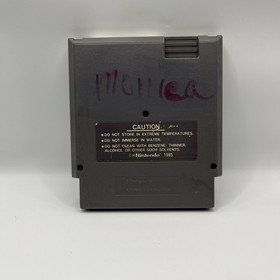 Monica
CAUTION
• DO NOT STORE IN EXTREME TEMPERATURES.
• DO NOT IMMERSE IN WATER.
• DO NOT CLEAN WITH BENZENE, THINNER,
ALCOHOL OR OTHER SUCH SOLVENTS.
©Nintendo 1985